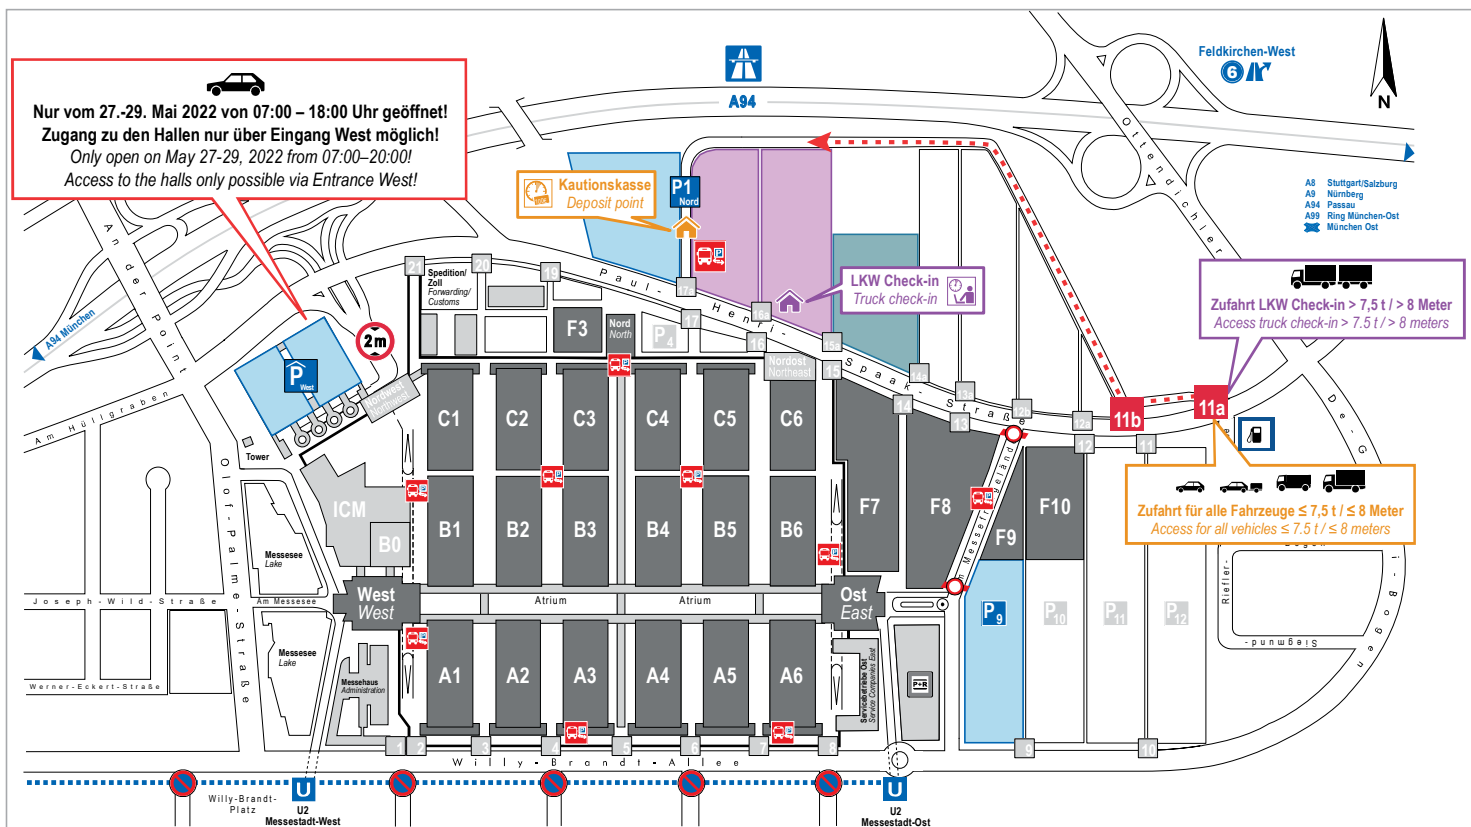 Nur vom 27.-29. Mai 2022 von 07:00 – 18:00 Uhr geöffnet!
Zugang zu den Hallen nur über Eingang West möglich!
Only open on May 27-29, 2022 from 07:00–20:00!
Access to the halls only possible via Entrance West!
A94
Feldkirchen-West
6
N
A8 Stuttgart/Salzburg
A9 Nürnberg
A94 Passau
A99 Ring München-Ost
München Ost
Ottendichler
An der Point
A94 München
Am Hüllgraben
Kautionskasse
Deposit point
P1
Nord
LKW Check-in
Truck check-in
Zufahrt LKW Check-in > 7,5 t / > 8 Meter
Access truck check-in > 7.5 t / > 8 meters
11a
11b
Zufahrt für alle Fahrzeuge ≤ 7,5 t / ≤ 8 Meter
Access for all vehicles ≤ 7.5 t / ≤ 8 meters
Paul-Henri-Spaak-Straße
21
20
19
17a
17
16a
16
15a
15
14a
14
13a
13
12b
12a
12
11
Spedition/
Zoll
Forwarding/
Customs
F3
Nord
North
P4
Nordost
Northeast
2m
P
West
Nordwest
Northwest
Tower
C1
C2
C3
C4
C5
C6
ICM
B0
B1
B2
B3
B4
B5
B6
F7
F8
F9
F10
Am Messefreigelände
Olof-Palme-Straße
Messesee
Lake
Joseph-Wild-Straße
Am Messesee
West
West
Atrium
Atrium
Ost
East
P9
P10
P11
P12
Riefler-
Bogen
Siegmund-
De-G
i-Bogen
Messesee
Lake
Werner-Eckert-Straße
Messehaus
Administration
A1
A2
A3
A4
A5
A6
Servicebetriebe Ost
Service Companies East
P+R
1
2
3
4
5
6
7
8
9
10
Willy-Brandt-Allee
Willy-Brandt-
Platz
U
U2
Messestadt-West
U
U2
Messestadt-Ost